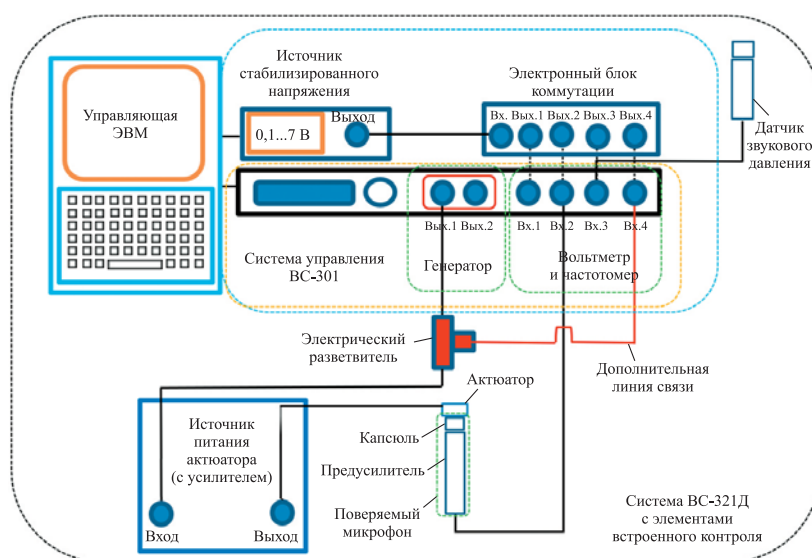 Управляющая
ЭВМ
Источник
стабилизированного
напряжения
Выход
0,1...7 В
Электронный блок
коммутации
Вх.
Вых.1
Вых.2
Вых.3
Вых.4
Датчик
звукового
давления
Вых.1
Вых.2
Вх.1
Вх.2
Вх.3
Вх.4
Система управления
ВС-301
Генератор
Вольтметр
и частотомер
Электрический
разветвитель
Дополнительная
линия связи
Актюатор
Источник
питания
актюатора
(с усилителем)
Капсюль
Предусилитель
Поверяемый
микрофон
Вход
Выход
Система ВС-321Д
с элементами
встроенного контроля